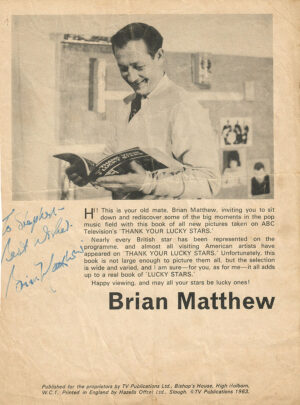 To
best wishes
Brian Matthew
Hi! This is your old mate, Brian Matthew, inviting you to sit
down and rediscover some of the big moments in the pop
music field with this book of all new pictures taken on ABC
Television's 'THANK YOUR LUCKY STARS.'
Nearly every British star has been represented on the
programme, and almost all visiting American artists have
appeared on 'THANK YOUR LUCKY STARS.' Unfortunately, this
book is not large enough to picture them all, but the selection
is wide and varied, and I am sure—for you, as for me—it all adds
up to a real book of 'LUCKY STARS.'
Happy viewing, and may all your stars be lucky ones!
Brian Matthew
Published for the proprietors by TV Publications Ltd., Bishop's House, High Holborn,
W.C.1. Printed in England by Hazells Offset Ltd., Slough. ©TV Publications 1963.